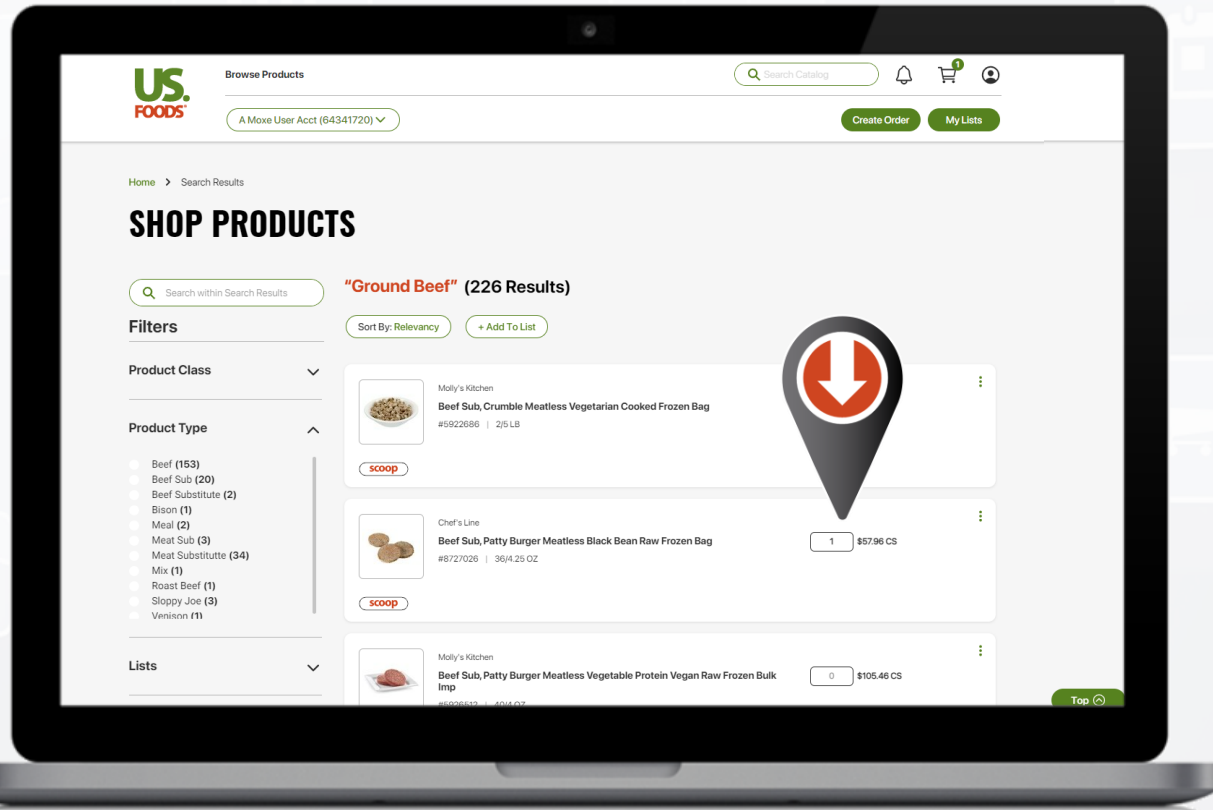 US.
FOODS®
Browse Products
Search Catalog
1
A Moxe User Acct (64341720)
Create Order
My Lists
Home > Search Results
SHOP PRODUCTS
Search within Search Results
"Ground Beef" (226 Results)
Filters
Sort By: Relevancy
+ Add To List
Product Class
Product Type
Beef (153)
Beef Sub (20)
Beef Substitute (2)
Bison (1)
Meal (2)
Meat Sub (3)
Meat Substitutte (34)
Mix (1)
Roast Beef (1)
Sloppy Joe (3)
Venison (1)
Lists
Molly's Kitchen
Beef Sub, Crumble Meatless Vegetarian Cooked Frozen Bag
#5922686 | 2/5 LB
scoop
Chef's Line
Beef Sub, Patty Burger Meatless Black Bean Raw Frozen Bag
#8727026 | 36/4.25 OZ
1 $57.96 CS
scoop
Molly's Kitchen
Beef Sub, Patty Burger Meatless Vegetable Protein Vegan Raw Frozen Bulk
Imp
#5926512 | 40/4 OZ
0 $105.46 CS
Top